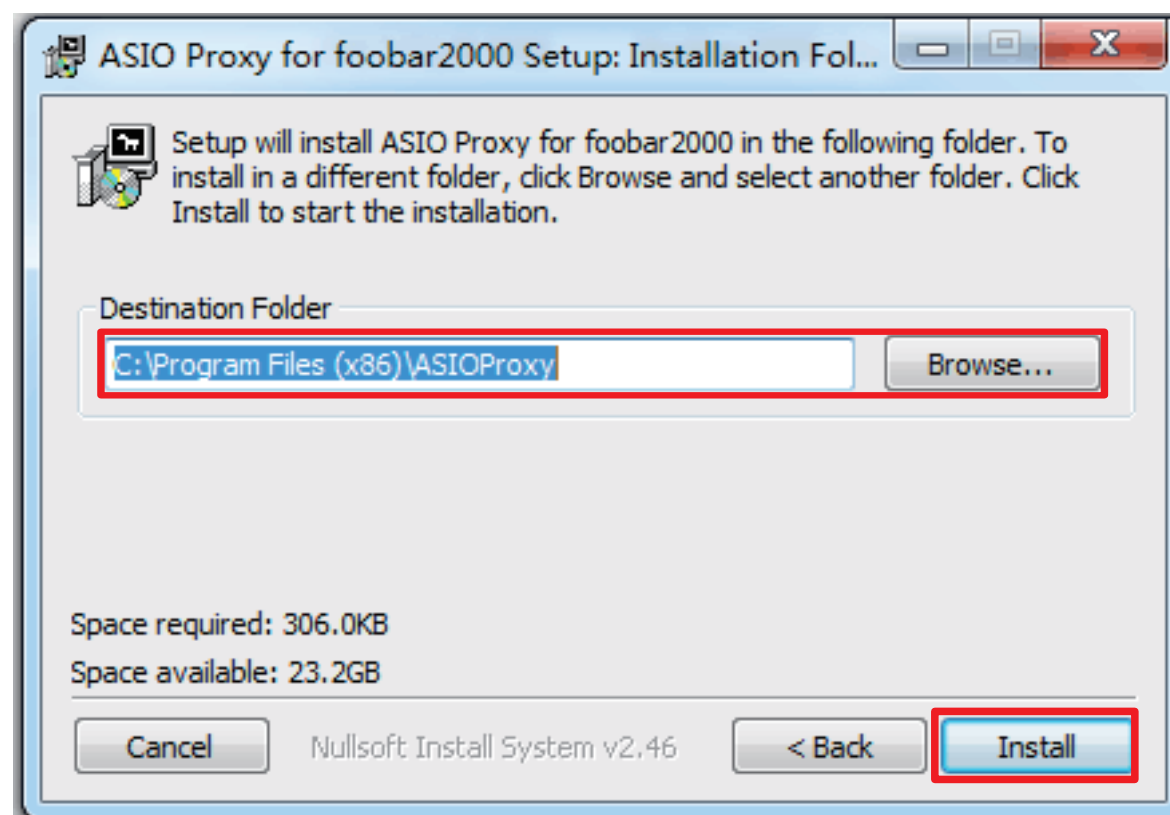 ASIO Proxy for foobar2000 Setup: Installation Fol...
Setup will install ASIO Proxy for foobar2000 in the following folder. To
install in a different folder, click Browse and select another folder. Click
Install to start the installation.
Destination Folder
C:\Program Files (x86)\ASIOProxy
Browse...
Space required: 306.0KB
Space available: 23.2GB
Cancel
Nullsoft Install System v2.46
< Back
Install